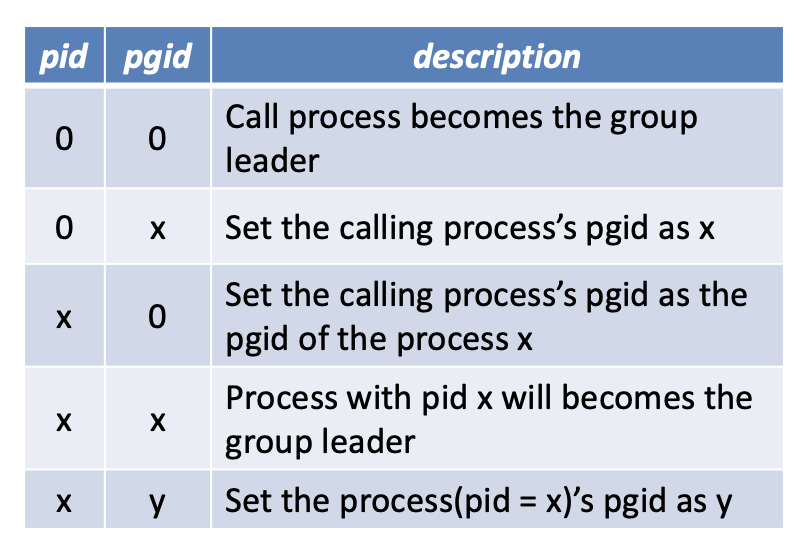 pid pgid description
0 0 Call process becomes the group
leader
0 x Set the calling process’s pgid as x
x 0 Set the calling process’s pgid as the
pgid of the process x
x x Process with pid x will becomes the
group leader
x y Set the process(pid = x)’s pgid as y